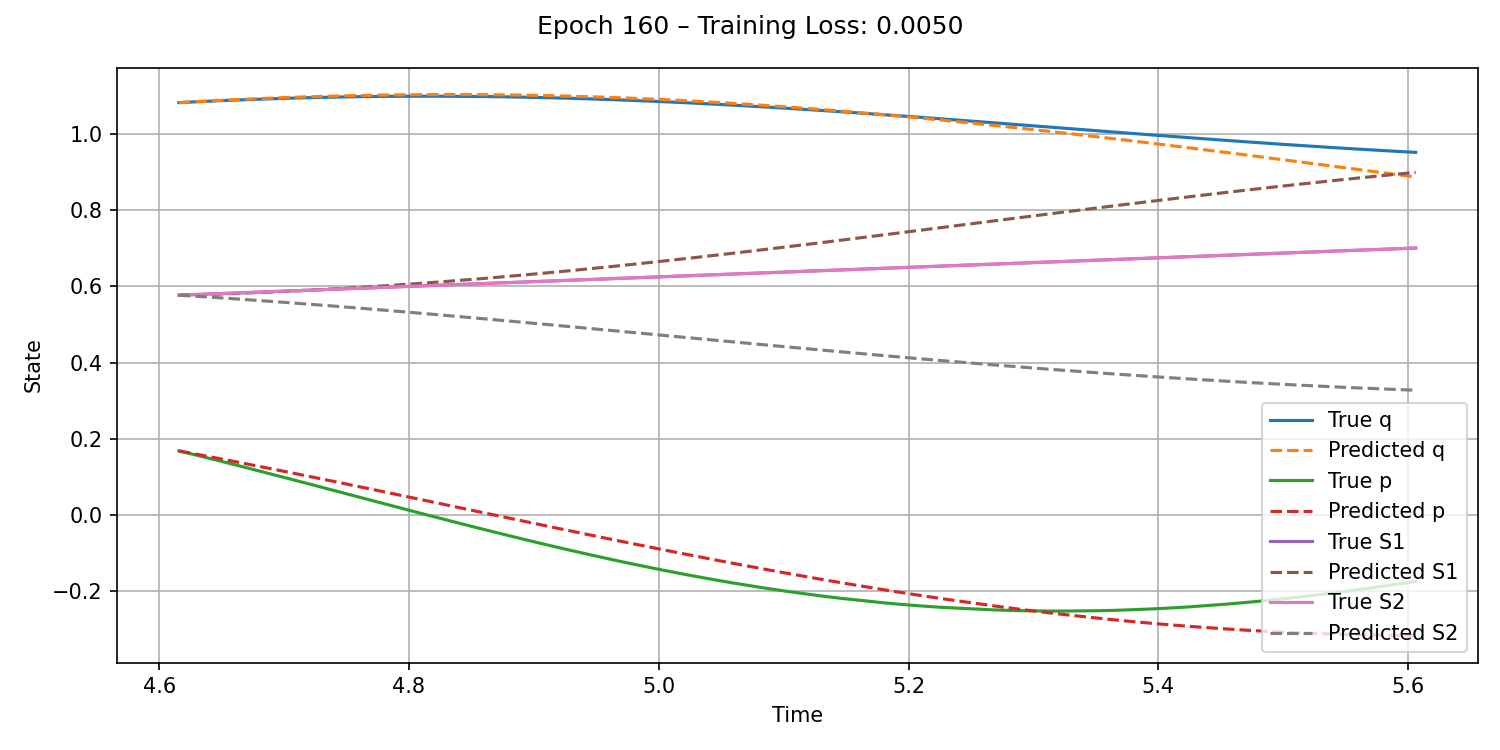 Epoch 160 – Training Loss: 0.0050
State
1.0
0.8
0.6
0.4
0.2
0.0
−0.2
4.6 4.8 5.0 5.2 5.4 5.6
Time
True q
Predicted q
True p
Predicted p
True S1
Predicted S1
True S2
Predicted S2